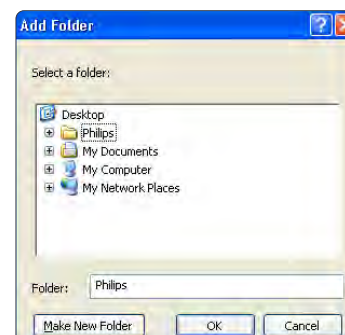 Add Folder
Select a folder:
Desktop
Philips
My Documents
My Computer
My Network Places
Folder: Philips
Make New Folder OK Cancel